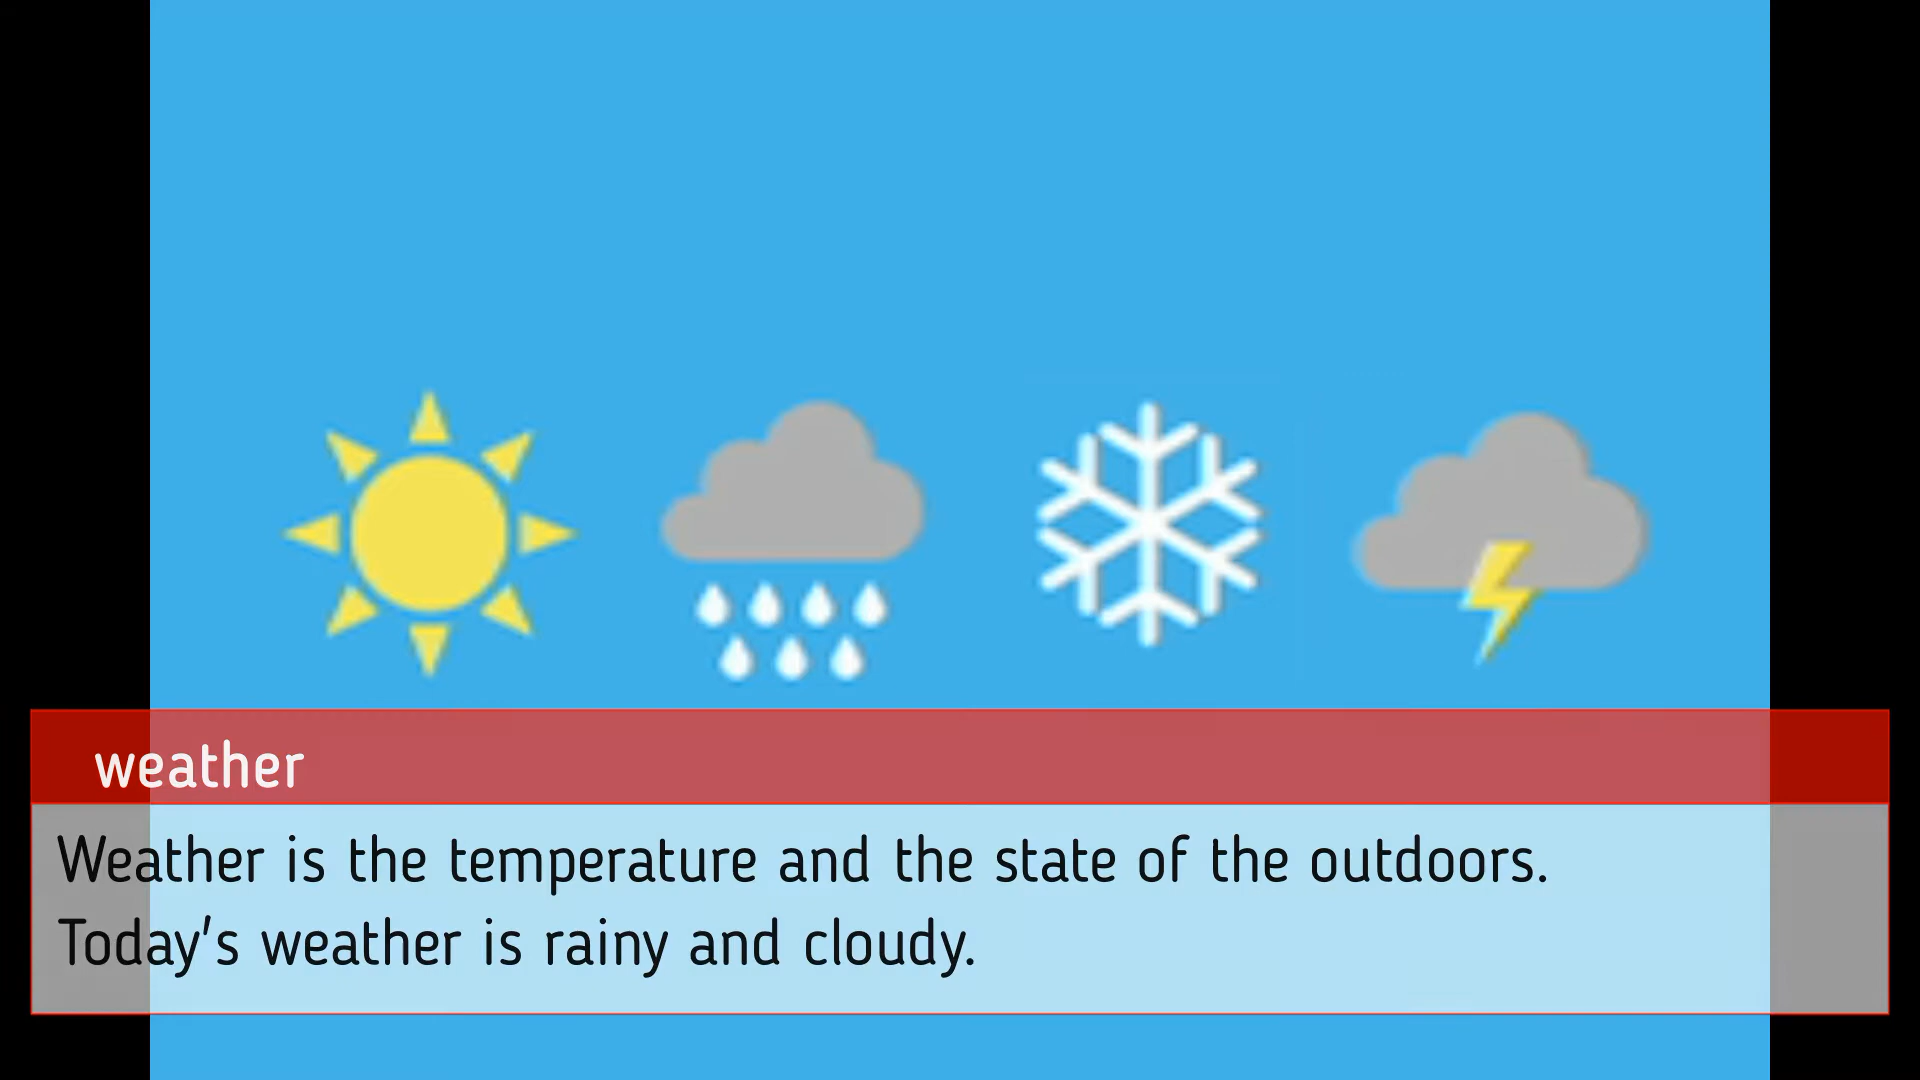 weather
Weather is the temperature and the state of the outdoors.
Today's weather is rainy and cloudy.